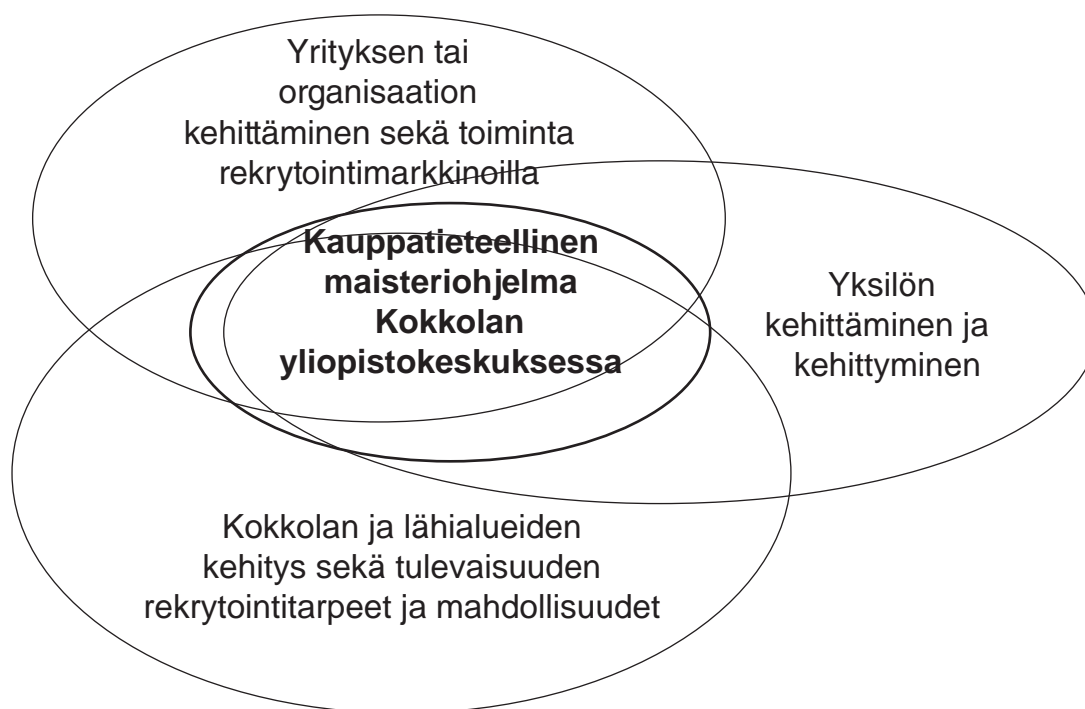 Yrityksen tai
organisaation
kehittäminen sekä toiminta
rekrytointimarkkinoilla
Kauppatieteellinen
maisteriohjelma
Kokkolan
yliopistokeskuksessa
Yksilön
kehittäminen ja
kehittyminen
Kokkolan ja lähialueiden
kehitys sekä tulevaisuuden
rekrytointitarpeet ja mahdollisuudet